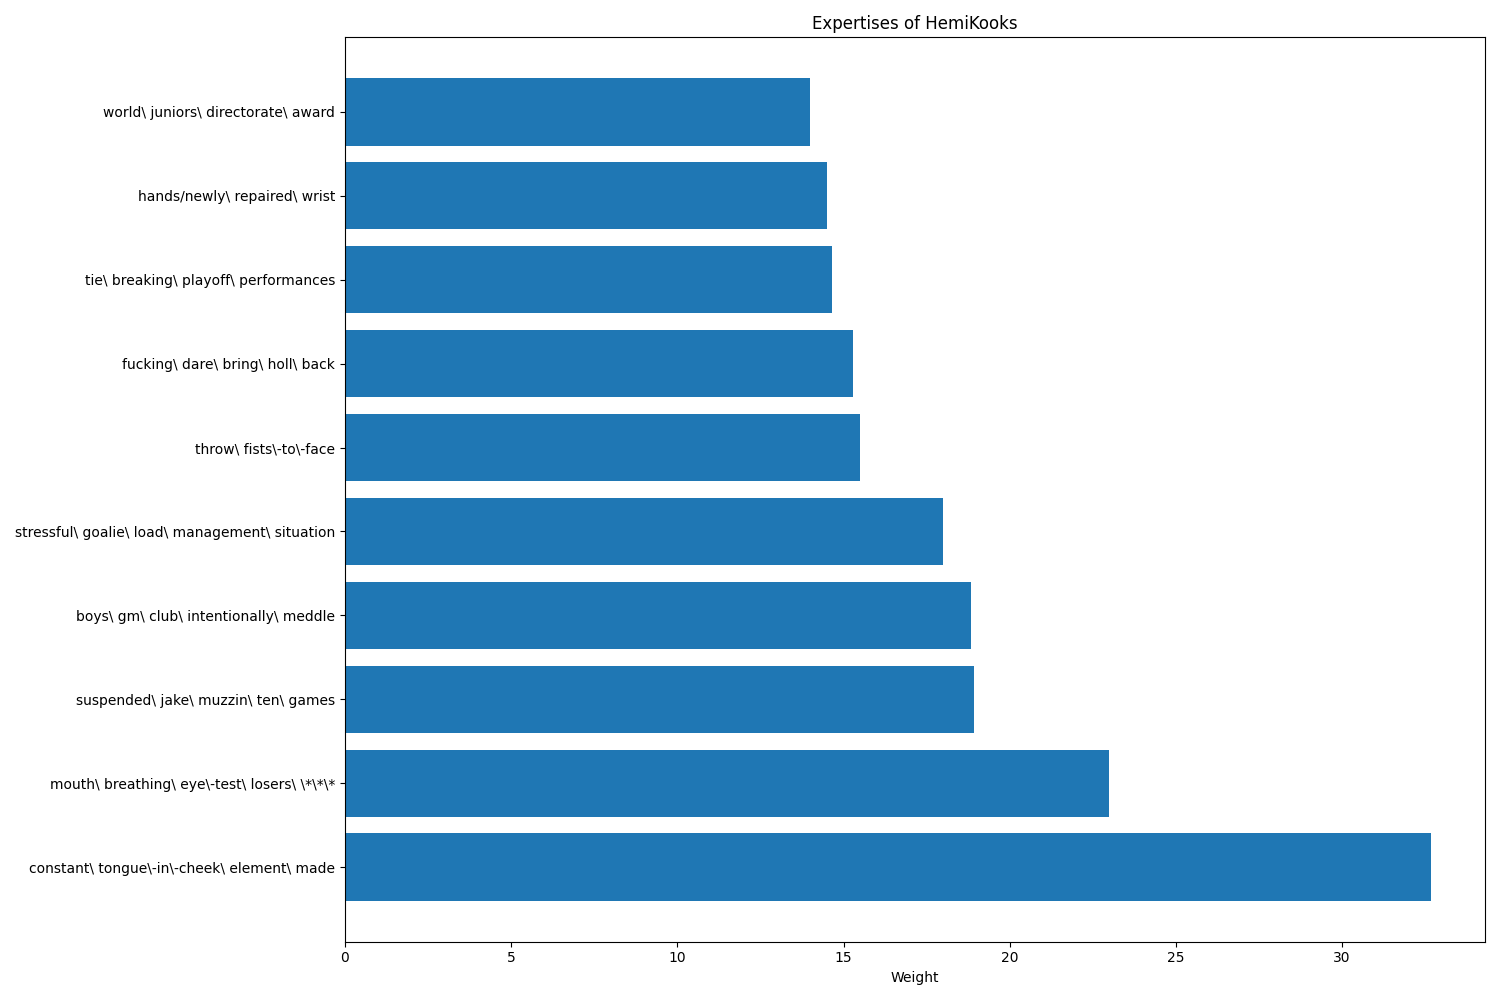 Expertises of HemiKooks
world\ juniors\ directorate\ award
hands/newly\ repaired\ wrist
tie\ breaking\ playoff\ performances
fucking\ dare\ bring\ holl\ back
throw\ fists\-to\-face
stressful\ goalie\ load\ management\ situation
boys\ gm\ club\ intentionally\ meddle
suspended\ jake\ muzzin\ ten\ games
mouth\ breathing\ eye\-test\ losers\ \*\*\*
constant\ tongue\-in\-cheek\ element\ made
0 5 10 15 20 25 30
Weight